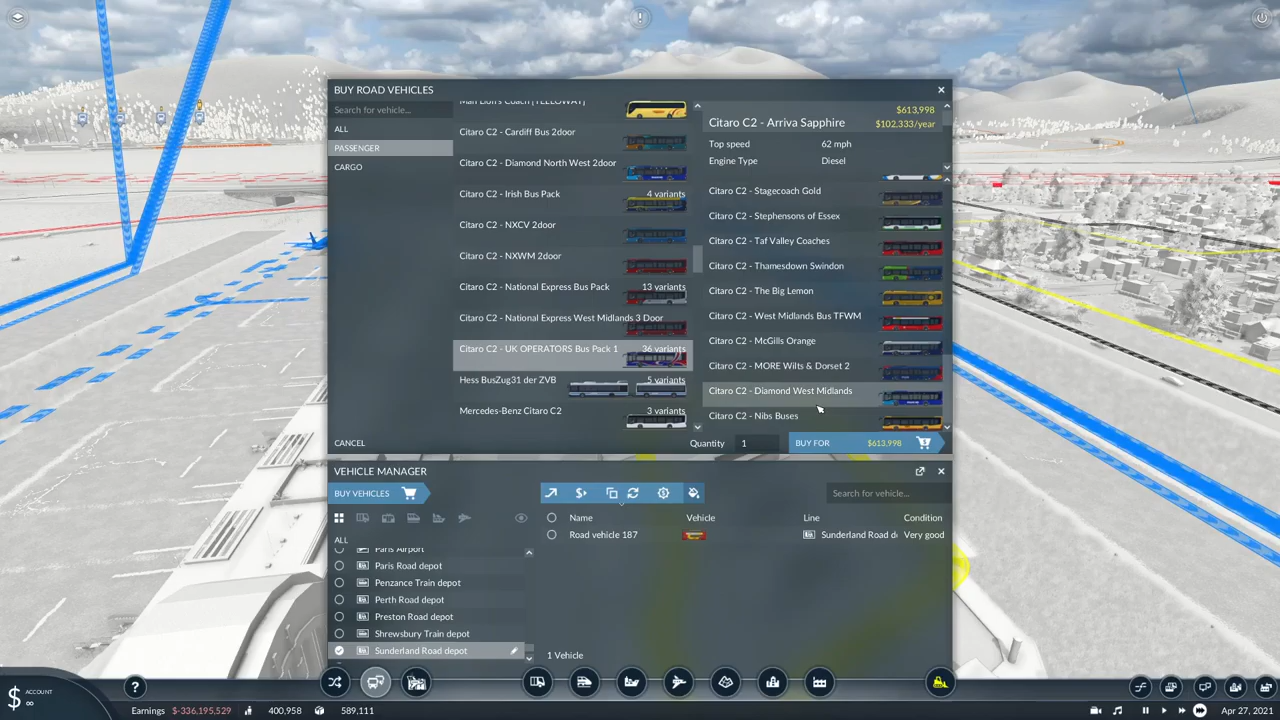 BUY ROAD VEHICLES
Search for vehicle...
ALL
PASSENGER
CARGO
Man Lion's Coach [YELLOWAY]
Citaro C2 - Cardiff Bus 2door
Citaro C2 - Diamond North West 2door
Citaro C2 - Irish Bus Pack 4 variants
Citaro C2 - NXCV 2door
Citaro C2 - NXWM 2door
Citaro C2 - National Express Bus Pack 13 variants
Citaro C2 - National Express West Midlands 3 Door
Citaro C2 - UK OPERATORS Bus Pack 1 36 variants
Hess BusZug31 der ZVB 5 variants
Mercedes-Benz Citaro C2 3 variants
$613,998
Citaro C2 - Arriva Sapphire
$102,333/year
Top speed 62 mph
Engine Type Diesel
Citaro C2 - Stagecoach Gold
Citaro C2 - Stephensons of Essex
Citaro C2 - Taf Valley Coaches
Citaro C2 - Thamesdown Swindon
Citaro C2 - The Big Lemon
Citaro C2 - West Midlands Bus TFWM
Citaro C2 - McGills Orange
Citaro C2 - MORE Wilts & Dorset 2
Citaro C2 - Diamond West Midlands
Citaro C2 - Nibs Buses
CANCEL
Quantity 1
BUY FOR $613,998
VEHICLE MANAGER
BUY VEHICLES
Search for vehicle...
ALL
Paris Airport
Paris Road depot
Penzance Train depot
Perth Road depot
Preston Road depot
Shrewsbury Train depot
Sunderland Road depot
Name Vehicle Line Condition
Road vehicle 187 Sunderland Road d Very good
1 Vehicle
$ ACCOUNT
∞
?
Earnings $-336,195,529 400,958 589,111
Apr 27, 2021